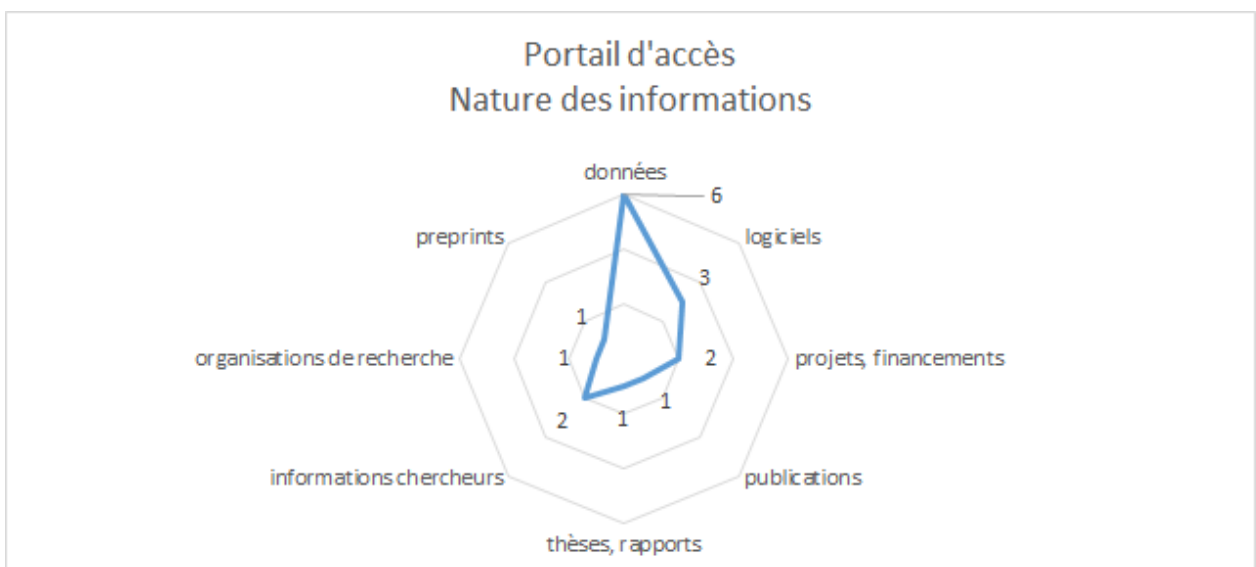 Portail d'accès
Nature des informations
données
6
preprints
logiciels
3
1
organisations de recherche
1
2
projets, financements
1
2
1
informations chercheurs
publications
thèses, rapports